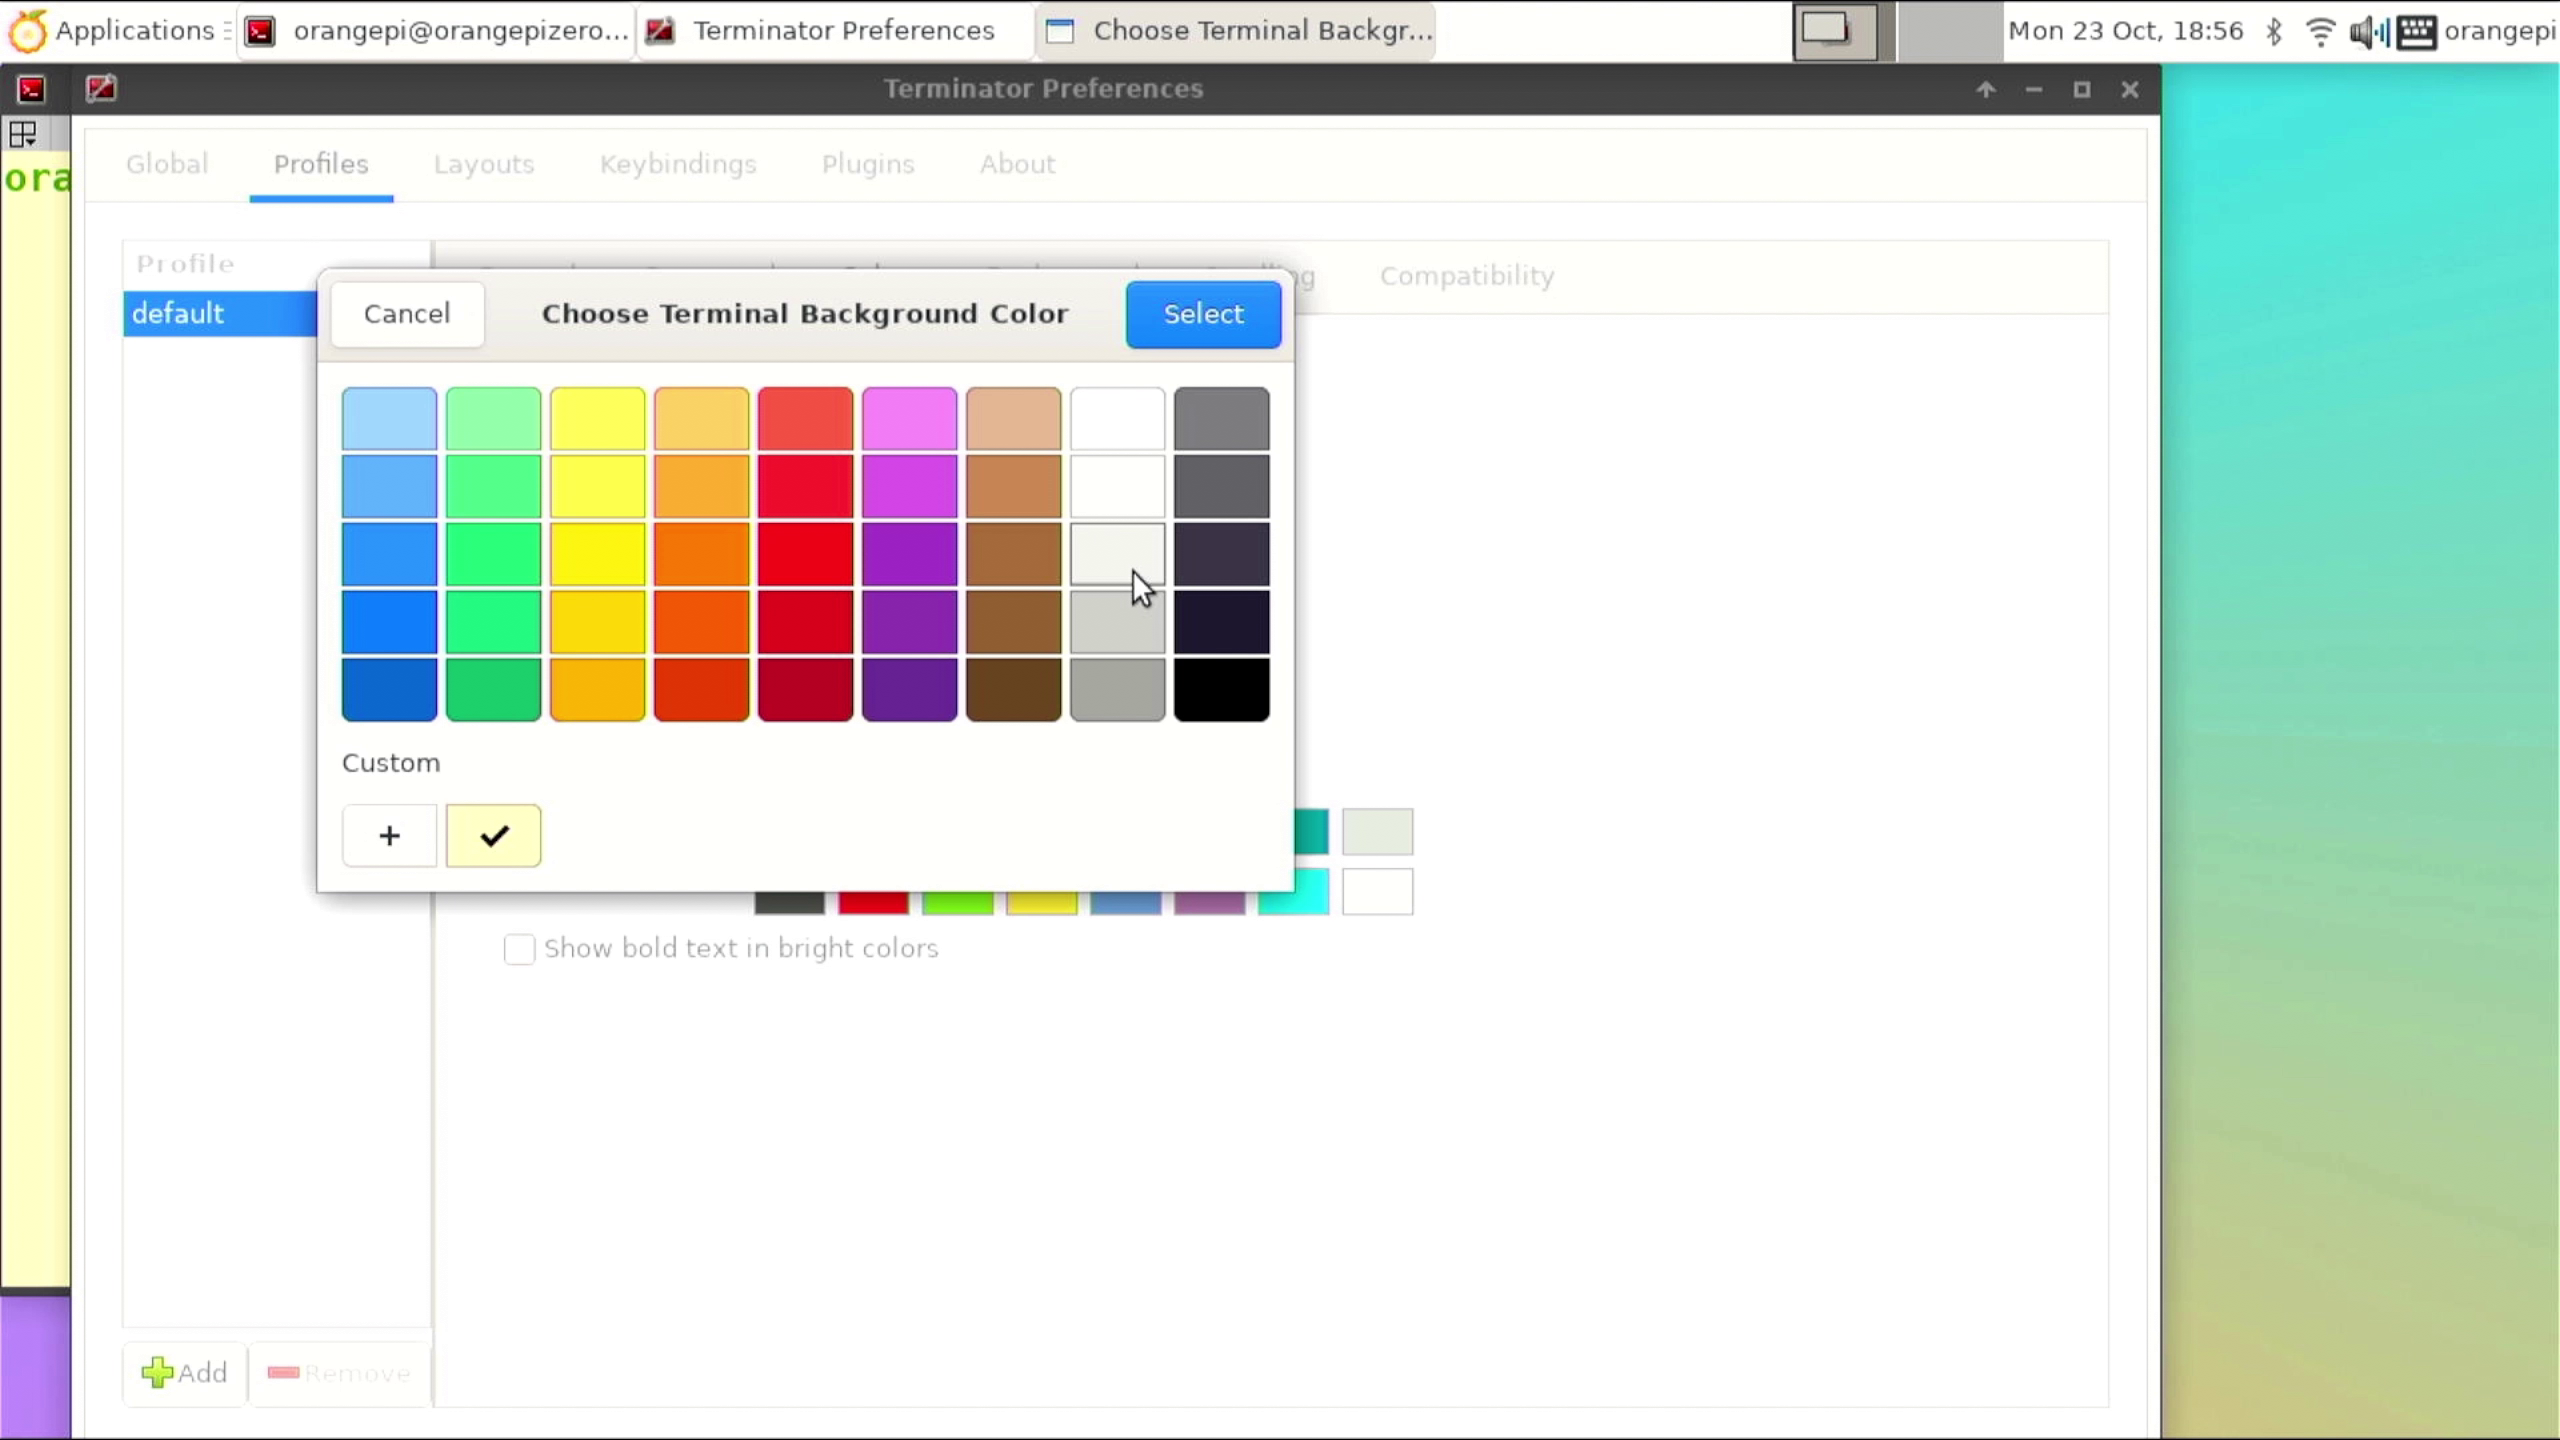 Applications
orangepi@orangepizero...
Terminator Preferences
Choose Terminal Backgr...
Mon 23 Oct, 18:56
orangepi
Terminator Preferences
Global
Profiles
Layouts
Keybindings
Plugins
About
ora
Profile
Compatibility
default
Cancel
Choose Terminal Background Color
Select
Custom
+
Show bold text in bright colors
Add
Remove